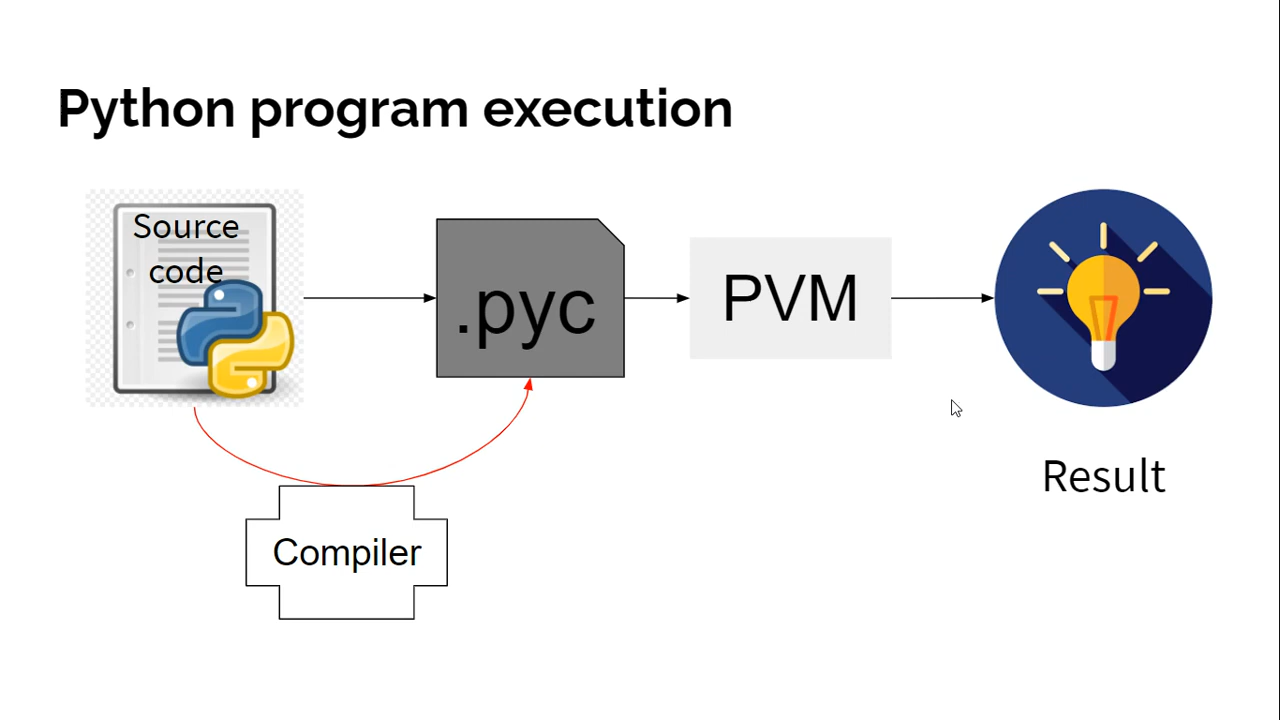 Python program execution
Source
code
.pyc
PVM
Result
Compiler